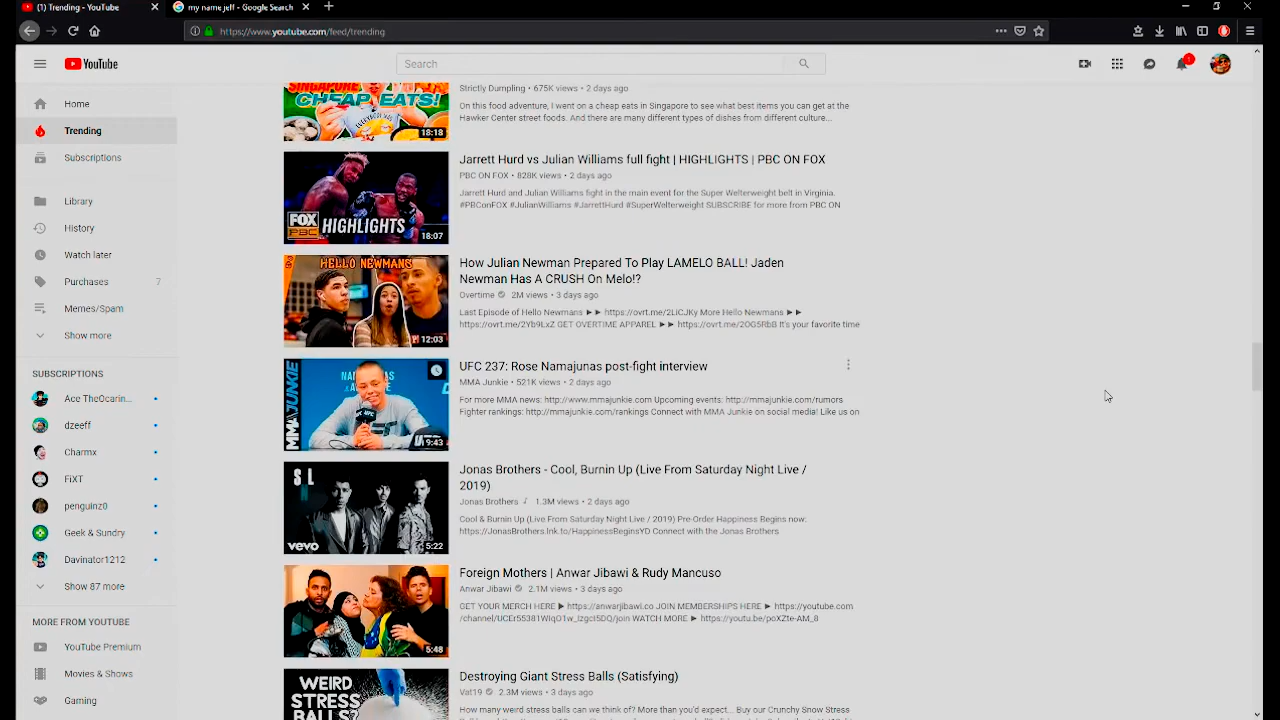 (1) Trending - YouTube
my name jeff - Google Search
https://www.youtube.com/feed/trending
YouTube
Search
1
Home
Trending
Subscriptions
Library
History
Watch later
Purchases 7
Memes/Spam
Show more
SUBSCRIPTIONS
Ace TheOcarin...
dzeeff
Charmx
FiXT
penguinz0
Geek & Sundry
Davinator1212
Show 87 more
MORE FROM YOUTUBE
YouTube Premium
Movies & Shows
Gaming
SINGAPORE
CHEAP EATS!
18:18
Strictly Dumpling • 675K views • 2 days ago
On this food adventure, I went on a cheap eats in Singapore to see what best items you can get at the
Hawker Center street foods. And there are many different types of dishes from different culture...
FOX
PBC
HIGHLIGHTS
18:07
Jarrett Hurd vs Julian Williams full fight | HIGHLIGHTS | PBC ON FOX
PBC ON FOX • 828K views • 2 days ago
Jarrett Hurd and Julian Williams fight in the main event for the Super Welterweight belt in Virginia.
#PBConFOX #JulianWilliams #JarrettHurd #SuperWelterweight SUBSCRIBE for more from PBC ON
HELLO NEWMANS
12:03
How Julian Newman Prepared To Play LAMELO BALL! Jaden
Newman Has A CRUSH On Melo!?
Overtime 2M views • 3 days ago
Last Episode of Hello Newmans ►► https://ovrt.me/2LiCJKy More Hello Newmans ►►
https://ovrt.me/2Yb9LxZ GET OVERTIME APPAREL ►► https://ovrt.me/2OG5RbB It's your favorite time
MMAJUNKIE
9:43
UFC 237: Rose Namajunas post-fight interview
MMA Junkie • 521K views • 2 days ago
For more MMA news: http://www.mmajunkie.com Upcoming events: http://mmajunkie.com/rumors
Fighter rankings: http://mmajunkie.com/rankings Connect with MMA Junkie on social media! Like us on
S L
vevo
5:22
Jonas Brothers - Cool, Burnin Up (Live From Saturday Night Live /
2019)
Jonas Brothers ♪ 1.3M views • 2 days ago
Cool & Burnin Up (Live From Saturday Night Live / 2019) Pre-Order Happiness Begins now:
https://JonasBrothers.lnk.to/HappinessBeginsYD Connect with the Jonas Brothers
5:48
Foreign Mothers | Anwar Jibawi & Rudy Mancuso
Anwar Jibawi 2.1M views • 3 days ago
GET YOUR MERCH HERE ► https://anwarjibawi.co JOIN MEMBERSHIPS HERE ► https://youtube.com
/channel/UCEr55381WIqO1w_IzgcI5DQ/join WATCH MORE ► https://youtu.be/poXZte-AM_8
WEIRD
STRESS
BALLS?
Destroying Giant Stress Balls (Satisfying)
Vat19 2.3M views • 3 days ago
How many weird stress balls can we think of? More than you'd expect... Buy our Crunchy Snow Stress